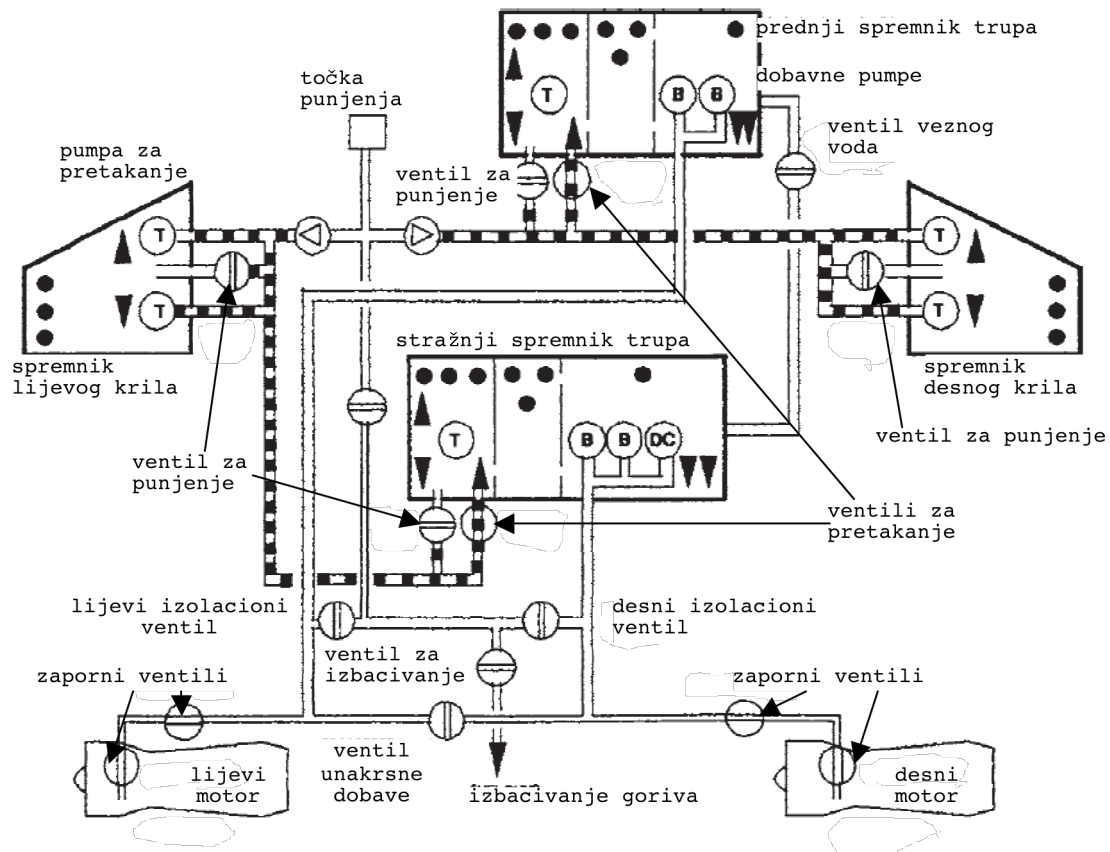 prednji spremnik trupa
dobavne pumpe
točka
punjenja
ventil veznog
voda
pumpa za
pretakanje
ventil za
punjenje
T
B
B
T
T
T
T
spremnik
lijevog krila
stražnji spremnik trupa
spremnik
desnog krila
ventil za punjenje
T
B
B
DC
ventil za
punjenje
ventili za
pretakanje
lijevi izolacioni
ventil
desni izolacioni
ventil
ventil za
izbacivanje
zaporni ventili
zaporni ventili
ventil
unakrsne
dobave
lijevi
motor
izbacivanje goriva
desni
motor